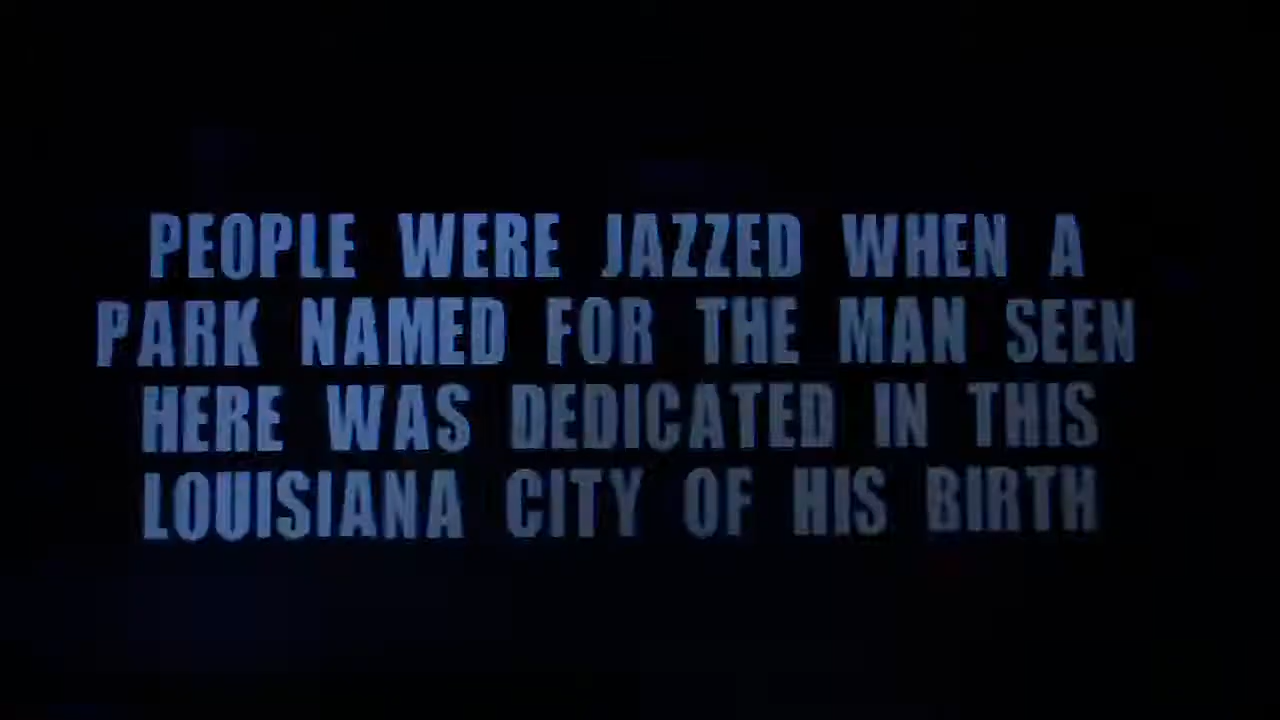 PEOPLE WERE JAZZED WHEN A
PARK NAMED FOR THE MAN SEEN
HERE WAS DEDICATED IN THIS
LOUISIANA CITY OF HIS BIRTH